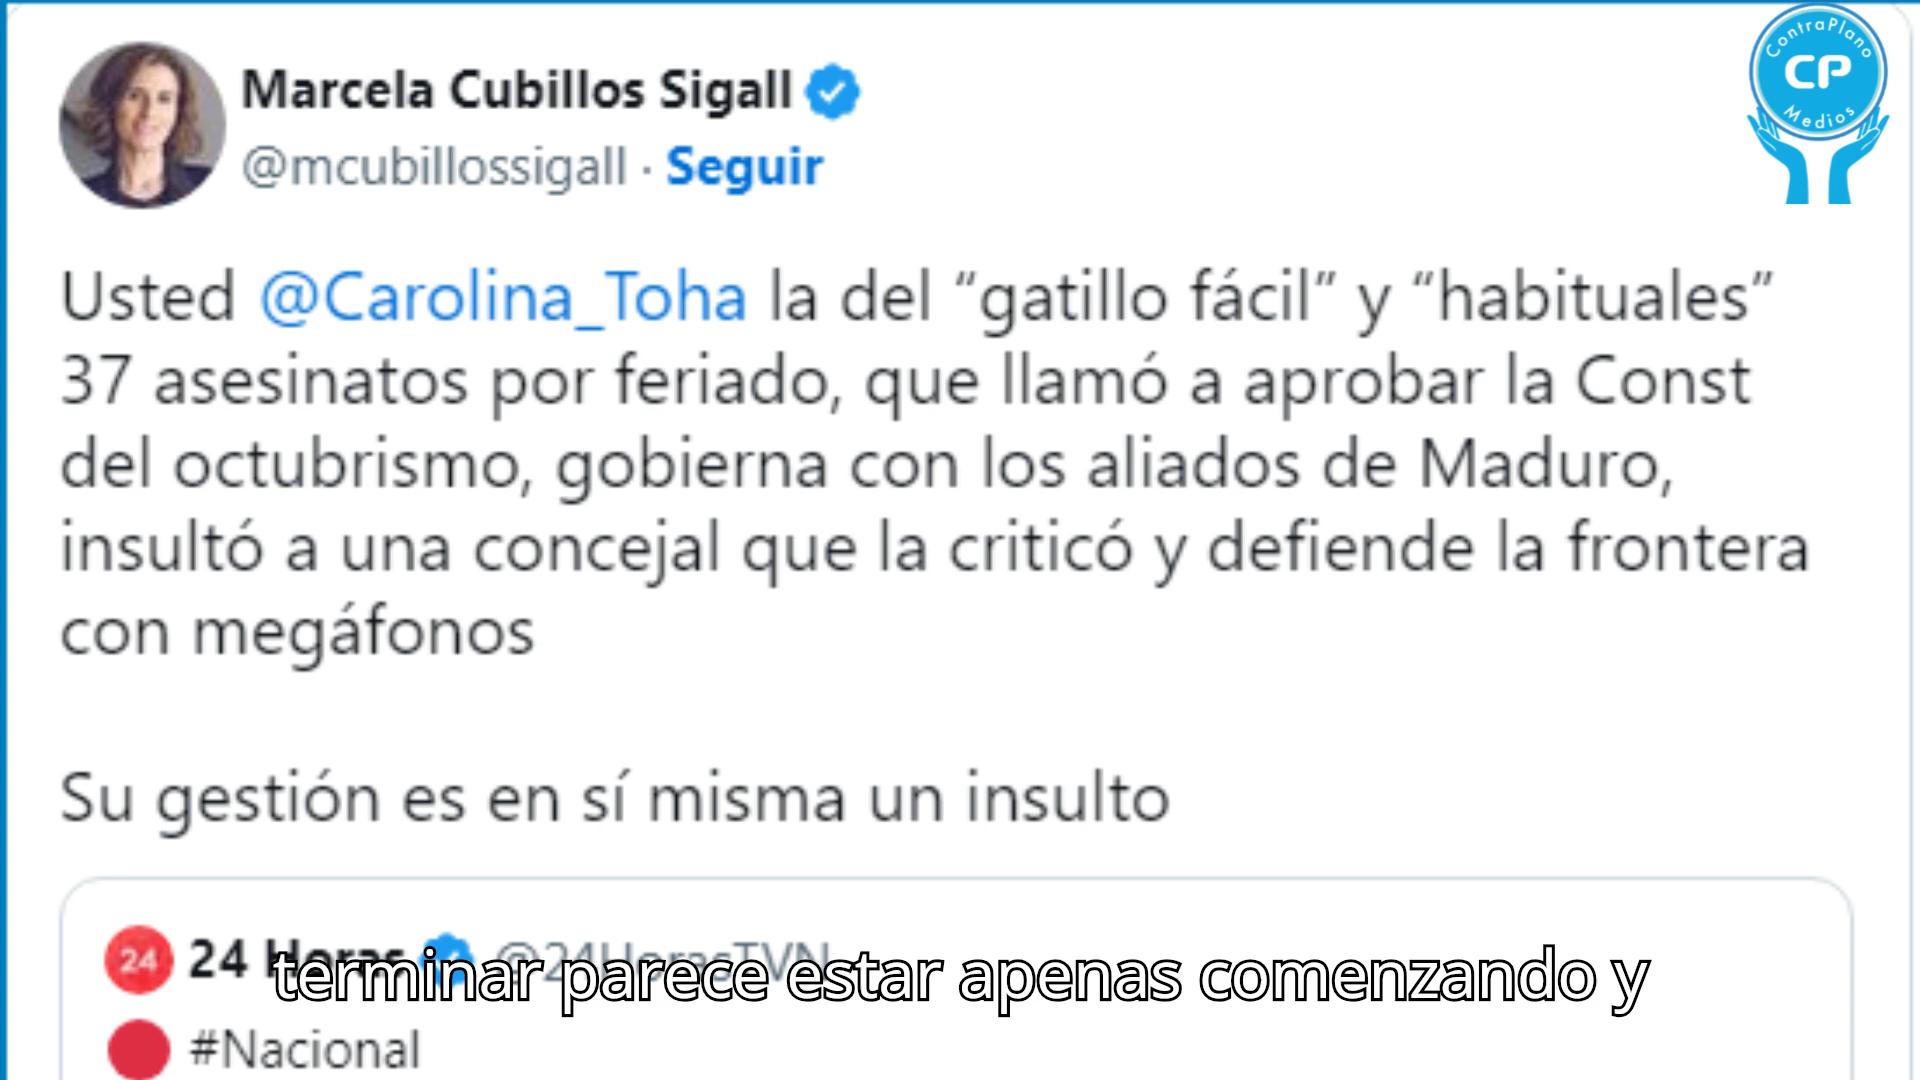 Marcela Cubillos Sigall
@mcubillossigall · Seguir
ContraPlano
CP
Medios
Usted @Carolina_Toha la del “gatillo fácil” y “habituales”
37 asesinatos por feriado, que llamó a aprobar la Const
del octubrismo, gobierna con los aliados de Maduro,
insultó a una concejal que la criticó y defiende la frontera
con megáfonos
Su gestión es en sí misma un insulto
24 24 Horas @24HorasTVN
terminar parece estar apenas comenzando y
#Nacional